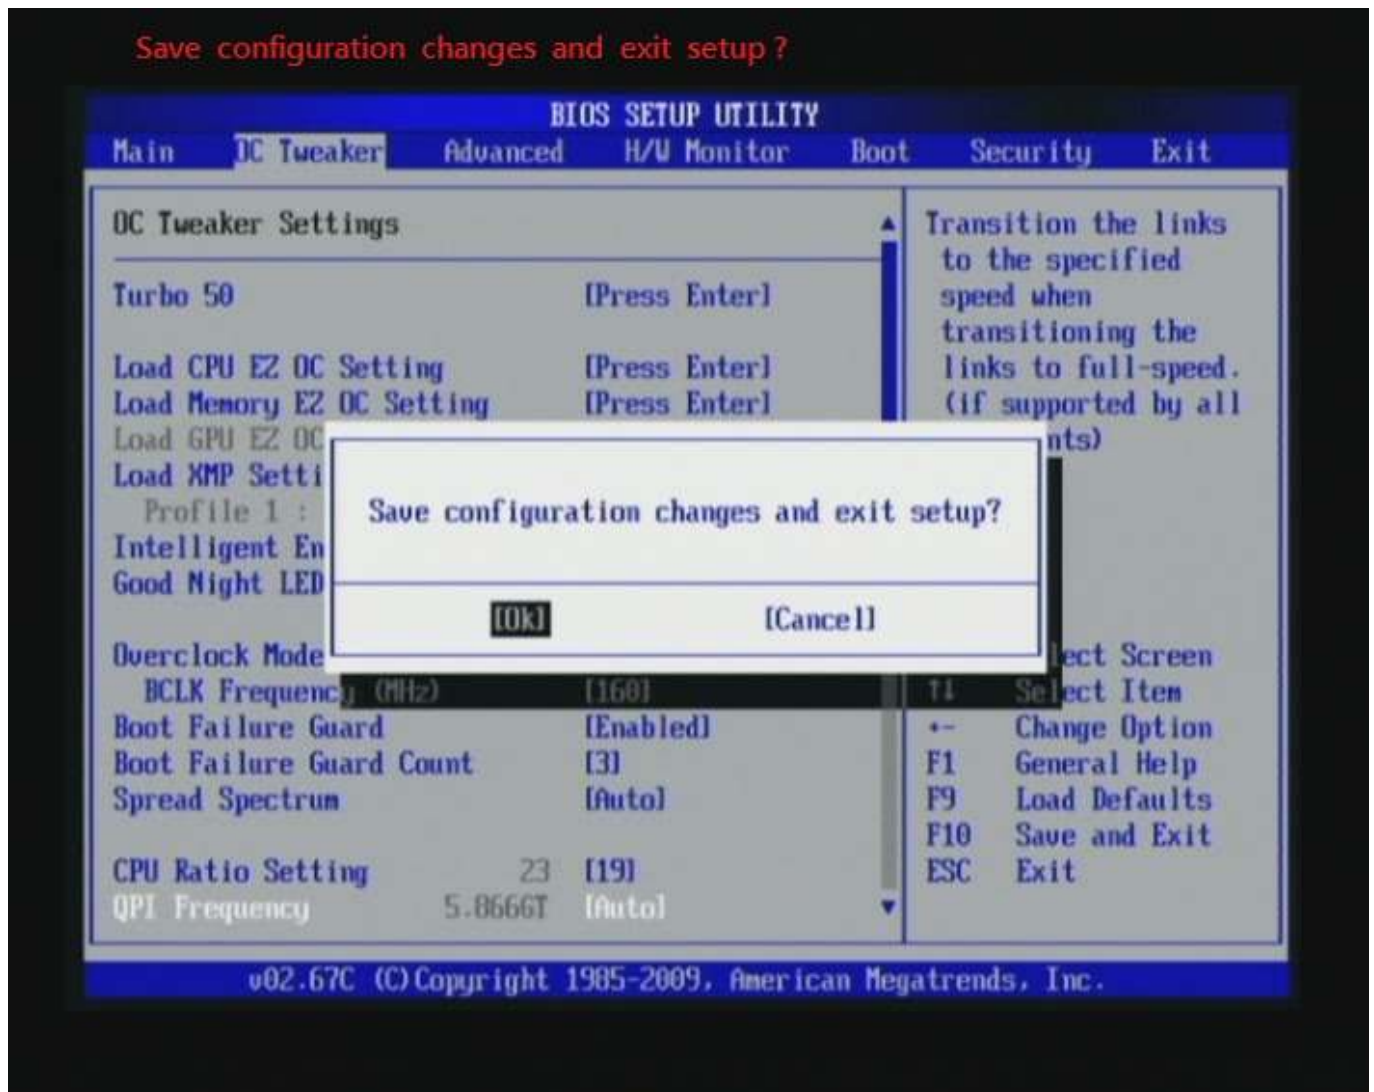 Save configuration changes and exit setup ?
BIOS SETUP UTILITY
Main OC Tweaker Advanced H/W Monitor Boot Security Exit
OC Tweaker Settings
Turbo 50 [Press Enter]
Load CPU EZ OC Setting [Press Enter]
Load Memory EZ OC Setting [Press Enter]
Load GPU EZ OC
Load XMP Setti
Profile 1 :
Intelligent En
Good Night LED
Overclock Mode
BCLK Frequency (MHz) [160]
Boot Failure Guard [Enabled]
Boot Failure Guard Count [3]
Spread Spectrum [Auto]
CPU Ratio Setting 23 [19]
QPI Frequency 5.866GT [Auto]
Save configuration changes and exit setup?
[Ok] [Cancel]
Transition the links
to the specified
speed when
transitioning the
links to full-speed.
(if supported by all
nts)
lect Screen
↑↓ Select Item
+- Change Option
F1 General Help
F9 Load Defaults
F10 Save and Exit
ESC Exit
v02.67C (C)Copyright 1985-2009, American Megatrends, Inc.